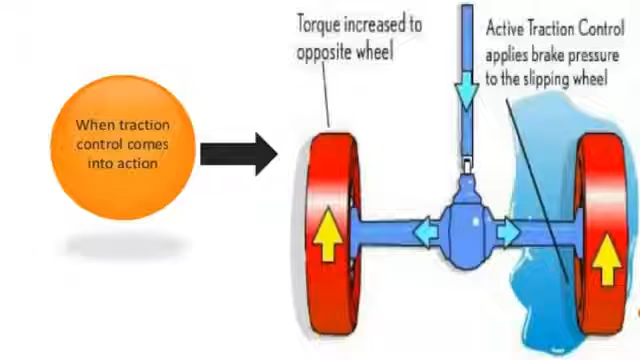 When traction
control comes
into action
Torque increased to
opposite wheel
Active Traction Control
applies brake pressure
to the slipping wheel